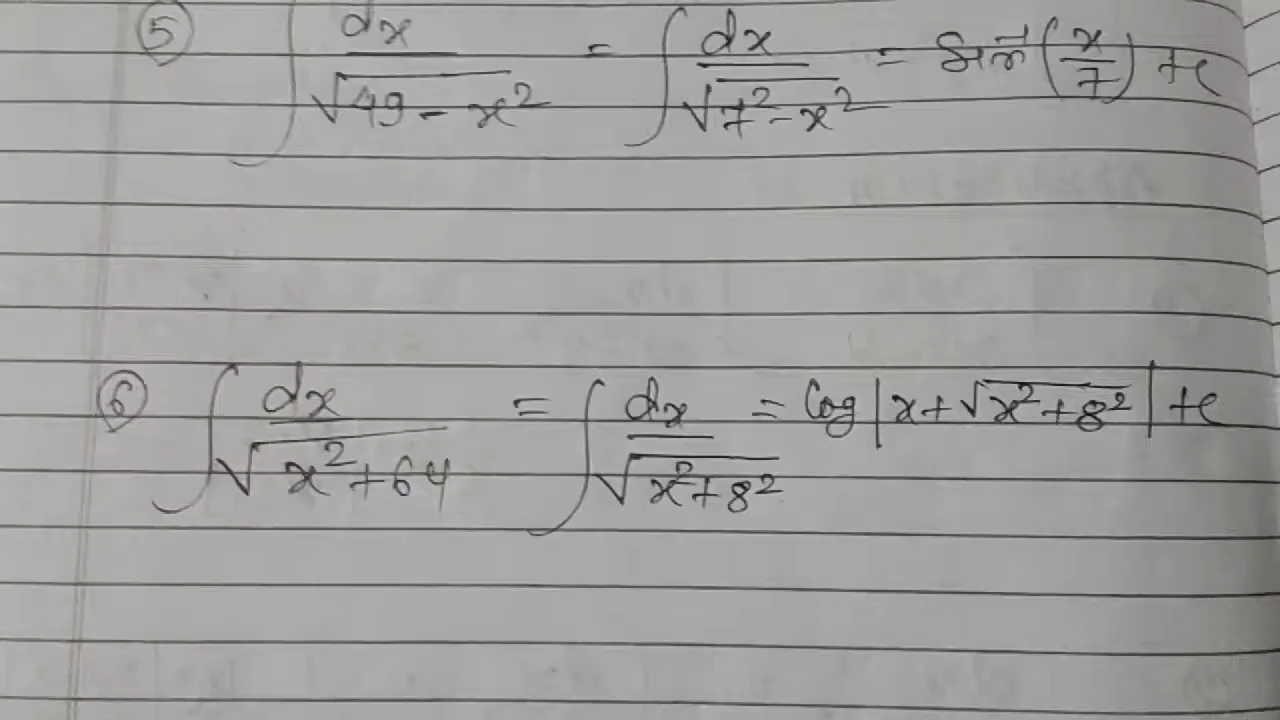 ⑤ ∫ dx/√(49 - x²) = ∫ dx/√(7² - x²) = sin⁻¹(x/7) + c
⑥ ∫ dx/√(x² + 64) = ∫ dx/√(x² + 8²) = log|x + √(x² + 8²)| + c